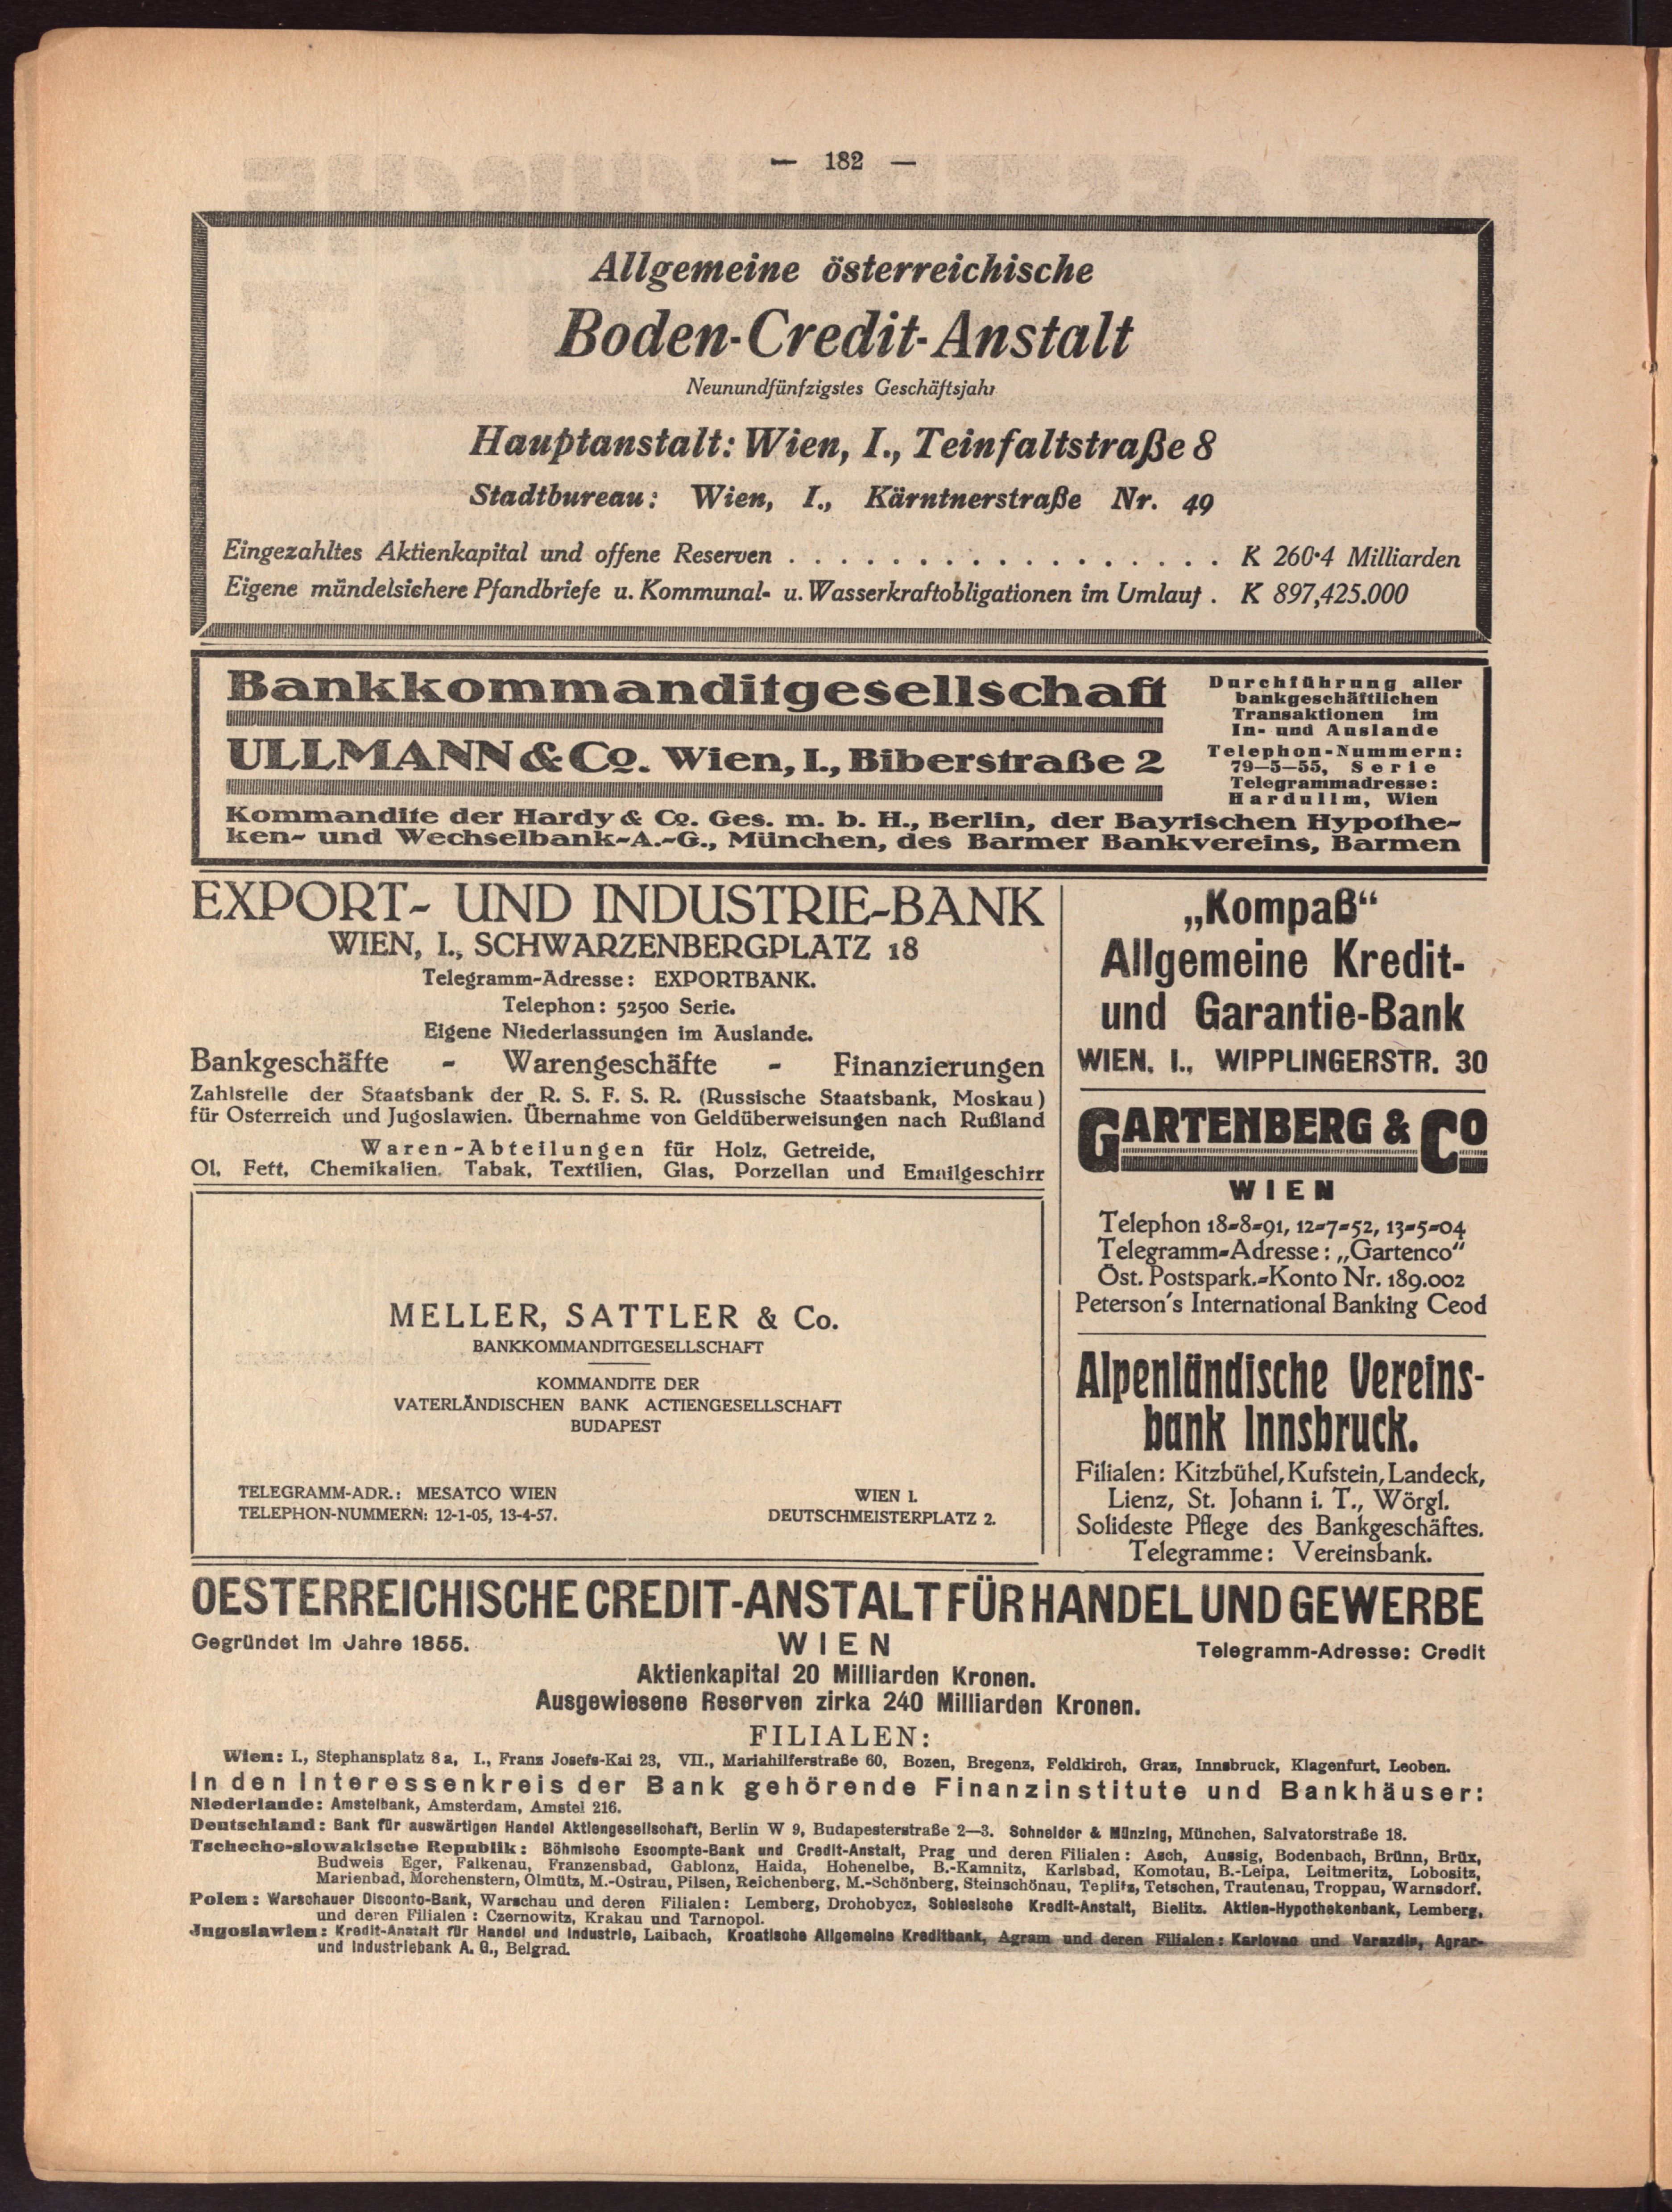 — 182 —
Allgemeine österreichische
Boden-Credit-Anstalt
Neunundfünfzigstes Geschäftsjahr
Hauptanstalt: Wien, I., Teinfaltstraße 8
Stadtbureau: Wien, I., Kärntnerstraße Nr. 49
Eingezahltes Aktienkapital und offene Reserven . . . . . . . . . . . . . . . . . K 260·4 Milliarden
Eigene mündelsichere Pfandbriefe u. Kommunal- u. Wasserkraftobligationen im Umlauf . K 897,425.000
Bankkommanditgesellschaft
ULLMANN & Co. Wien, I., Biberstraße 2
Durchführung aller
bankgeschäftlichen
Transaktionen im
In- und Auslande
Telephon-Nummern:
79—5—55, Serie
Telegrammadresse:
Hardullm, Wien
Kommandite der Hardy & Co. Ges. m. b. H., Berlin, der Bayrischen Hypothe-
ken- und Wechselbank-A.-G., München, des Barmer Bankvereins, Barmen
EXPORT- UND INDUSTRIE-BANK
WIEN, I., SCHWARZENBERGPLATZ 18
Telegramm-Adresse: EXPORTBANK.
Telephon: 52500 Serie.
Eigene Niederlassungen im Auslande.
Bankgeschäfte - Warengeschäfte - Finanzierungen
Zahlstelle der Staatsbank der R. S. F. S. R. (Russische Staatsbank, Moskau)
für Osterreich und Jugoslawien. Übernahme von Geldüberweisungen nach Rußland
Waren-Abteilungen für Holz, Getreide,
Ol, Fett, Chemikalien, Tabak, Textilien, Glas, Porzellan und Emailgeschirr
MELLER, SATTLER & Co.
BANKKOMMANDITGESELLSCHAFT
KOMMANDITE DER
VATERLÄNDISCHEN BANK ACTIENGESELLSCHAFT
BUDAPEST
TELEGRAMM-ADR.: MESATCO WIEN
TELEPHON-NUMMERN: 12-1-05, 13-4-57.
WIEN I.
DEUTSCHMEISTERPLATZ 2.
„Kompaß“
Allgemeine Kredit-
und Garantie-Bank
WIEN, I., WIPPLINGERSTR. 30
GARTENBERG & CO
WIEN
Telephon 18-8-91, 12-7-52, 13-5-04
Telegramm-Adresse: „Gartenco“
Öst. Postspark.-Konto Nr. 189.002
Peterson's International Banking Ceod
Alpenländische Vereins-
bank Innsbruck.
Filialen: Kitzbühel, Kufstein, Landeck,
Lienz, St. Johann i. T., Wörgl.
Solideste Pflege des Bankgeschäftes.
Telegramme: Vereinsbank.
OESTERREICHISCHE CREDIT-ANSTALT FÜR HANDEL UND GEWERBE
Gegründet im Jahre 1855. WIEN Telegramm-Adresse: Credit
Aktienkapital 20 Milliarden Kronen.
Ausgewiesene Reserven zirka 240 Milliarden Kronen.
FILIALEN:
Wien: I., Stephansplatz 8 a, I., Franz Josefs-Kai 23, VII., Mariahilferstraße 60, Bozen, Bregenz, Feldkirch, Graz, Innsbruck, Klagenfurt, Leoben.
In den Interessenkreis der Bank gehörende Finanzinstitute und Bankhäuser:
Niederlande: Amstelbank, Amsterdam, Amstel 216.
Deutschland: Bank für auswärtigen Handel Aktiengesellschaft, Berlin W 9, Budapesterstraße 2—3. Schneider & Münzing, München, Salvatorstraße 18.
Tschecho-slowakische Republik: Böhmische Escompte-Bank und Credit-Anstalt, Prag und deren Filialen: Asch, Aussig, Bodenbach, Brünn, Brüx,
Budweis Eger, Falkenau, Franzensbad, Gablonz, Haida, Hohenelbe, B.-Kamnitz, Karlsbad, Komotau, B.-Leipa, Leitmeritz, Lobositz,
Marienbad, Morchenstern, Olmütz, M.-Ostrau, Pilsen, Reichenberg, M.-Schönberg, Steinschönau, Teplitz, Tetschen, Trautenau, Troppau, Warnsdorf.
Polen: Warschauer Disconto-Bank, Warschau und deren Filialen: Lemberg, Drohobycz, Schlesische Kredit-Anstalt, Bielitz. Aktien-Hypothekenbank, Lemberg,
und deren Filialen: Czernowitz, Krakau und Tarnopol.
Jugoslawien: Kredit-Anstalt für Handel und Industrie, Laibach, Kroatische Allgemeine Kreditbank, Agram und deren Filialen: Karlovac und Varazdin, Agrar-
und Industriebank A. G., Belgrad.